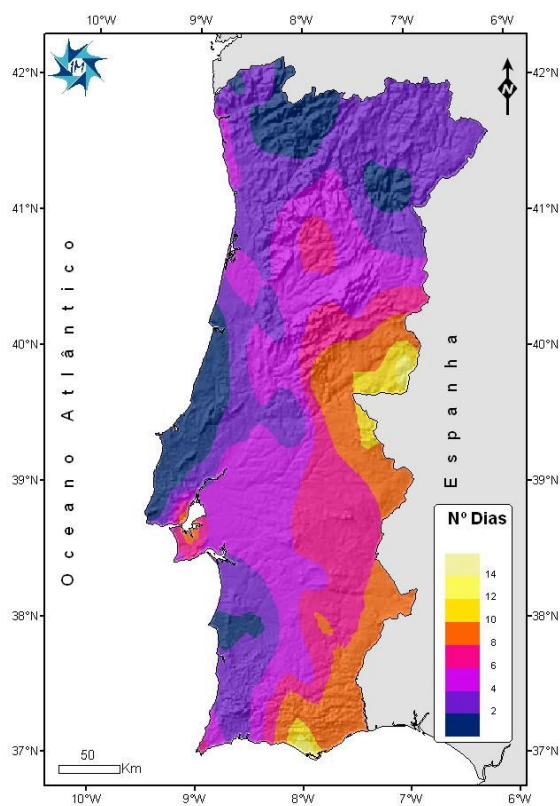 10°W 9°W 8°W 7°W 6°W
42°N 42°N
41°N 41°N
40°N 40°N
39°N 39°N
38°N 38°N
37°N 37°N
Oceano Atlântico
Espanha
IM
N
Nº Dias
14
12
10
8
6
4
2
50
Km
10°W 9°W 8°W 7°W 6°W